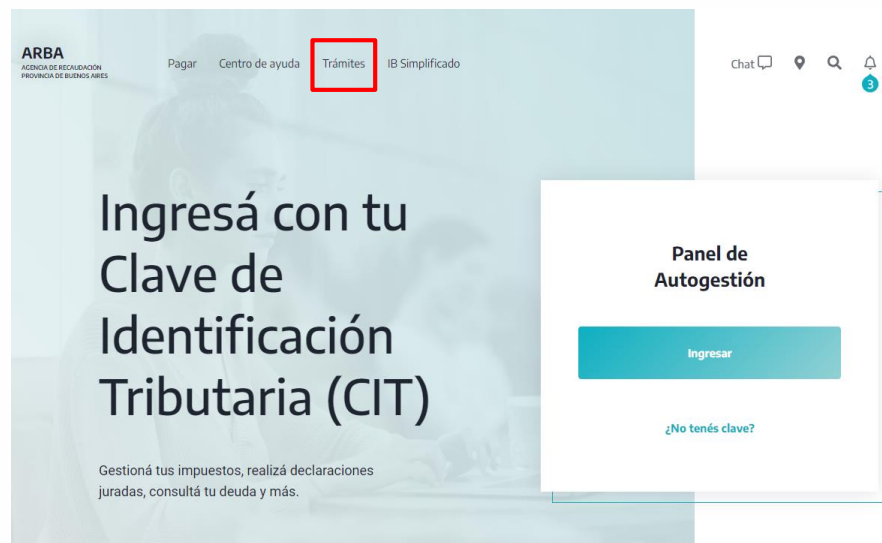 ARBA
AGENCIA DE RECAUDACIÓN
PROVINCIA DE BUENOS AIRES
Pagar Centro de ayuda Trámites IB Simplificado
Chat
3
Ingresá con tu
Clave de
Identificación
Tributaria (CIT)
Gestioná tus impuestos, realizá declaraciones
juradas, consultá tu deuda y más.
Panel de
Autogestión
Ingresar
¿No tenés clave?